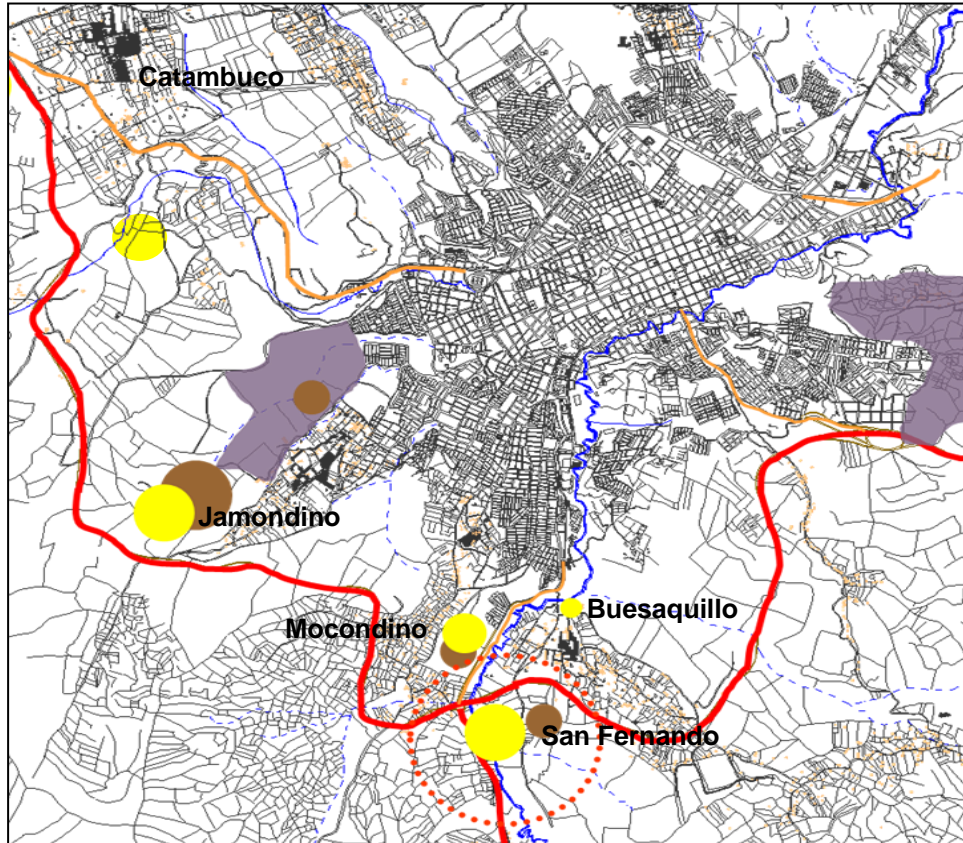 Catambuco
Jamondino
Buesaquillo
Mocondino
San Fernando